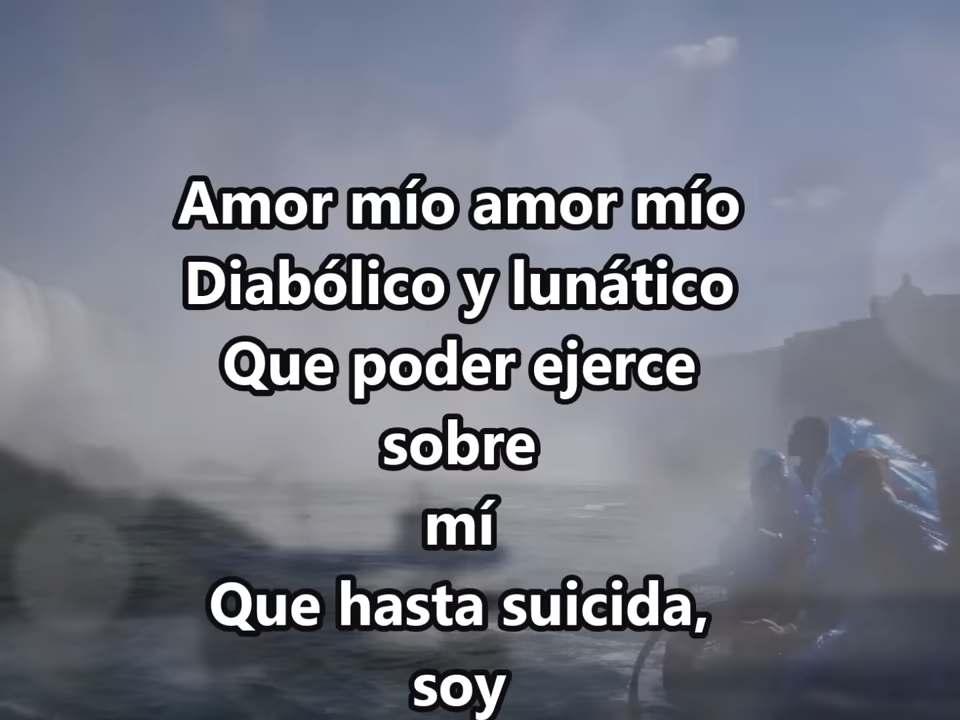 Amor mío amor mío
Diabólico y lunático
Que poder ejerce
sobre
mí
Que hasta suicida,
soy